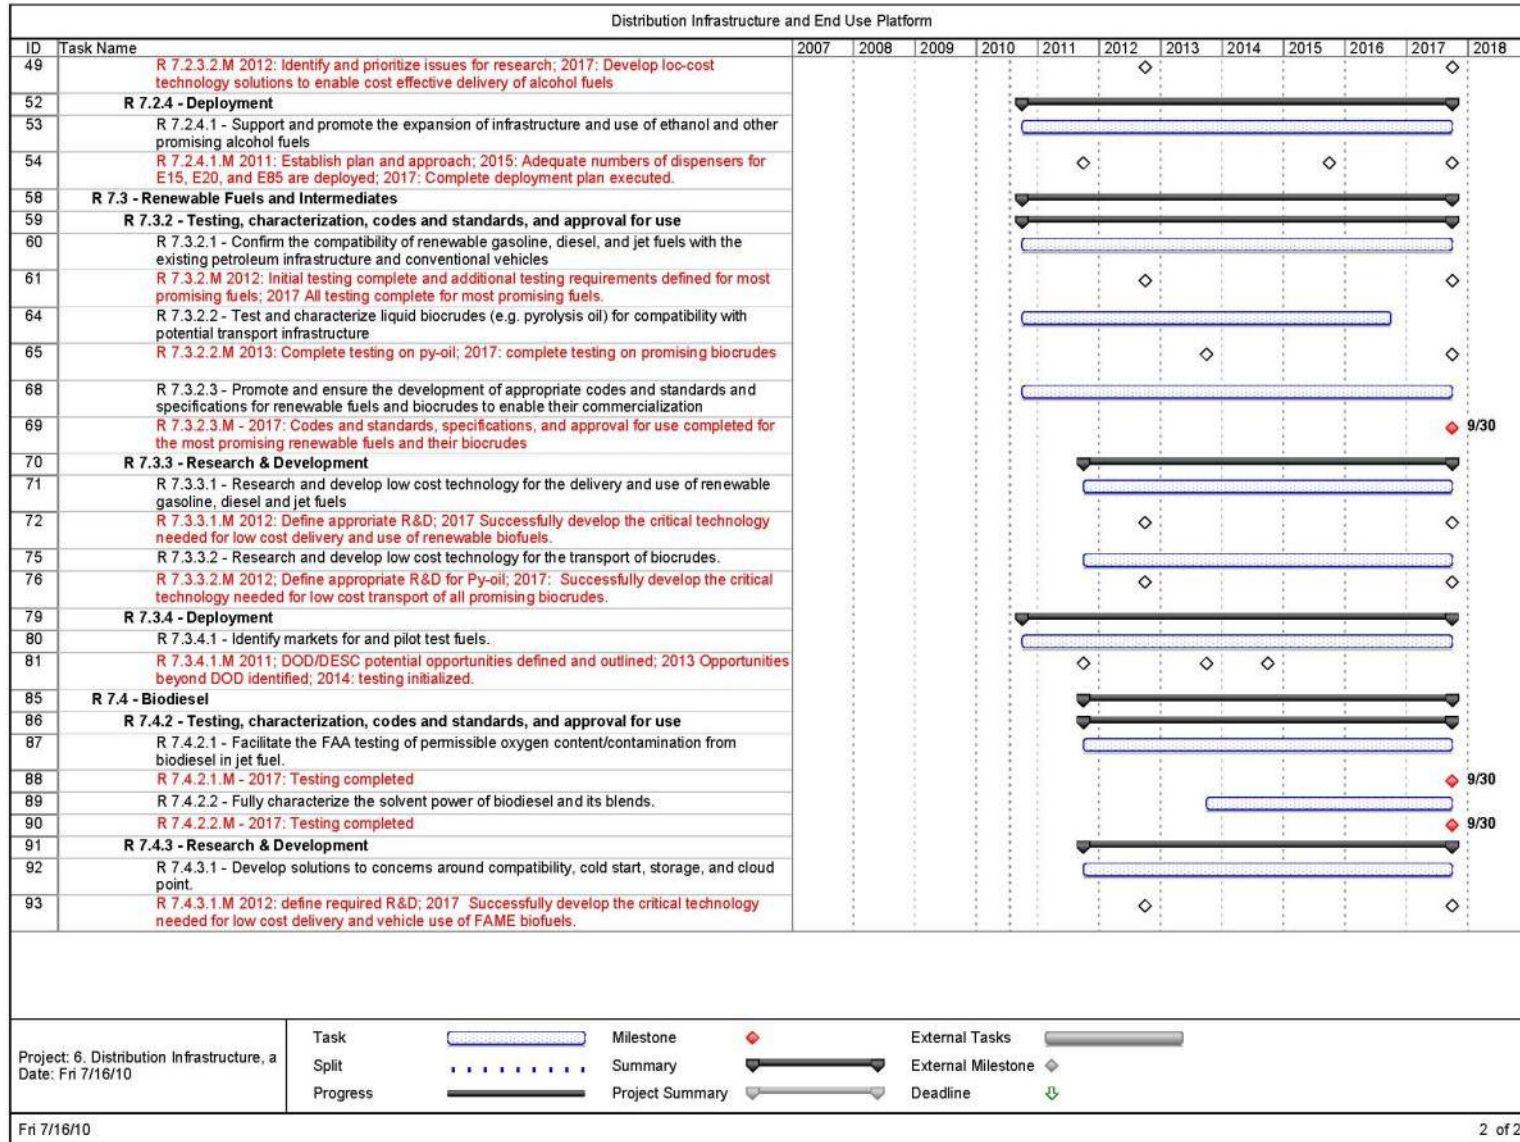 Distribution Infrastructure and End Use Platform
ID Task Name 2007 2008 2009 2010 2011 2012 2013 2014 2015 2016 2017 2018
49 R 7.2.3.2.M 2012: Identify and prioritize issues for research; 2017: Develop loc-cost
technology solutions to enable cost effective delivery of alcohol fuels
52 R 7.2.4 - Deployment
53 R 7.2.4.1 - Support and promote the expansion of infrastructure and use of ethanol and other
promising alcohol fuels
54 R 7.2.4.1.M 2011: Establish plan and approach; 2015: Adequate numbers of dispensers for
E15, E20, and E85 are deployed; 2017: Complete deployment plan executed.
58 R 7.3 - Renewable Fuels and Intermediates
59 R 7.3.2 - Testing, characterization, codes and standards, and approval for use
60 R 7.3.2.1 - Confirm the compatibility of renewable gasoline, diesel, and jet fuels with the
existing petroleum infrastructure and conventional vehicles
61 R 7.3.2.M 2012: Initial testing complete and additional testing requirements defined for most
promising fuels; 2017 All testing complete for most promising fuels.
64 R 7.3.2.2 - Test and characterize liquid biocrudes (e.g. pyrolysis oil) for compatibility with
potential transport infrastructure
65 R 7.3.2.2.M 2013: Complete testing on py-oil; 2017: complete testing on promising biocrudes
68 R 7.3.2.3 - Promote and ensure the development of appropriate codes and standards and
specifications for renewable fuels and biocrudes to enable their commercialization
69 R 7.3.2.3.M - 2017: Codes and standards, specifications, and approval for use completed for 9/30
the most promising renewable fuels and their biocrudes
70 R 7.3.3 - Research & Development
71 R 7.3.3.1 - Research and develop low cost technology for the delivery and use of renewable
gasoline, diesel and jet fuels
72 R 7.3.3.1.M 2012: Define approriate R&D; 2017 Successfully develop the critical technology
needed for low cost delivery and use of renewable biofuels.
75 R 7.3.3.2 - Research and develop low cost technology for the transport of biocrudes.
76 R 7.3.3.2.M 2012; Define appropriate R&D for Py-oil; 2017: Successfully develop the critical
technology needed for low cost transport of all promising biocrudes.
79 R 7.3.4 - Deployment
80 R 7.3.4.1 - Identify markets for and pilot test fuels.
81 R 7.3.4.1.M 2011; DOD/DESC potential opportunities defined and outlined; 2013 Opportunities
beyond DOD identified; 2014: testing initialized.
85 R 7.4 - Biodiesel
86 R 7.4.2 - Testing, characterization, codes and standards, and approval for use
87 R 7.4.2.1 - Facilitate the FAA testing of permissible oxygen content/contamination from
biodiesel in jet fuel.
88 R 7.4.2.1.M - 2017: Testing completed 9/30
89 R 7.4.2.2 - Fully characterize the solvent power of biodiesel and its blends.
90 R 7.4.2.2.M - 2017: Testing completed 9/30
91 R 7.4.3 - Research & Development
92 R 7.4.3.1 - Develop solutions to concerns around compatibility, cold start, storage, and cloud
point.
93 R 7.4.3.1.M 2012: define required R&D; 2017 Successfully develop the critical technology
needed for low cost delivery and vehicle use of FAME biofuels.
Project: 6. Distribution Infrastructure, a
Date: Fri 7/16/10
Task Milestone External Tasks
Split Summary External Milestone
Progress Project Summary Deadline
Fri 7/16/10 2 of 2